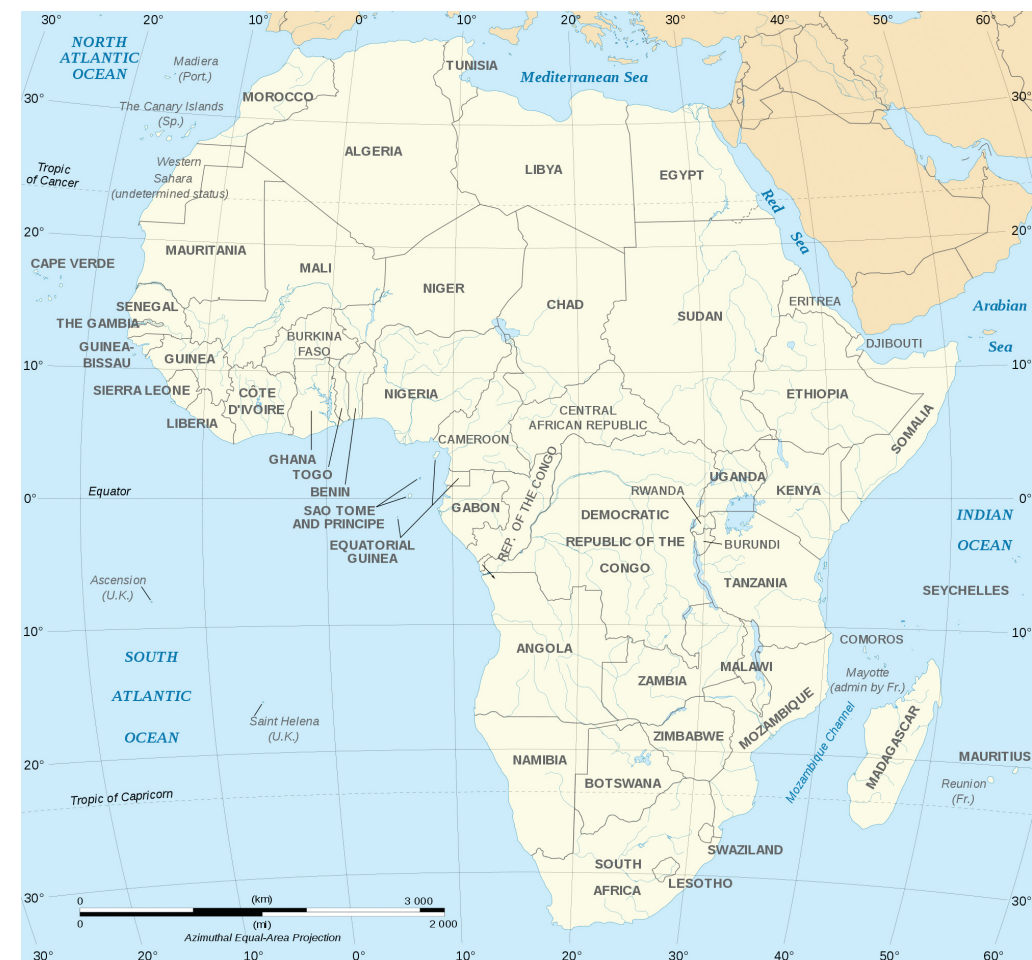 30°
20°
10°
0°
10°
20°
30°
40°
50°
60°
NORTH
ATLANTIC
OCEAN
Madiera
(Port.)
TUNISIA
Mediterranean Sea
30°
30°
The Canary Islands
(Sp.)
MOROCCO
ALGERIA
LIBYA
EGYPT
Tropic
of Cancer
Western
Sahara
(undetermined status)
Red
Sea
20°
20°
CAPE VERDE
MAURITANIA
MALI
NIGER
CHAD
SUDAN
ERITREA
Arabian
Sea
SENEGAL
THE GAMBIA
GUINEA-
BISSAU
GUINEA
BURKINA
FASO
DJIBOUTI
10°
10°
SIERRA LEONE
CÔTE
D'IVOIRE
NIGERIA
ETHIOPIA
LIBERIA
CENTRAL
AFRICAN REPUBLIC
SOMALIA
CAMEROON
GHANA
TOGO
BENIN
SAO TOME
AND PRINCIPE
EQUATORIAL
GUINEA
Equator
0°
0°
GABON
REP. OF THE CONGO
RWANDA
UGANDA
KENYA
DEMOCRATIC
REPUBLIC OF THE
CONGO
BURUNDI
TANZANIA
INDIAN
OCEAN
SEYCHELLES
Ascension
(U.K.)
10°
10°
SOUTH
ATLANTIC
OCEAN
ANGOLA
ZAMBIA
MALAWI
COMOROS
Mayotte
(admin by Fr.)
Saint Helena
(U.K.)
MOZAMBIQUE
Mozambique Channel
MADAGASCAR
ZIMBABWE
NAMIBIA
BOTSWANA
MAURITIUS
Reunion
(Fr.)
20°
Tropic of Capricorn
SWAZILAND
SOUTH
AFRICA
LESOTHO
30°
30°
0
(km)
3 000
0
(mi)
2 000
Azimuthal Equal-Area Projection
30°
20°
10°
0°
10°
20°
30°
40°
50°
60°